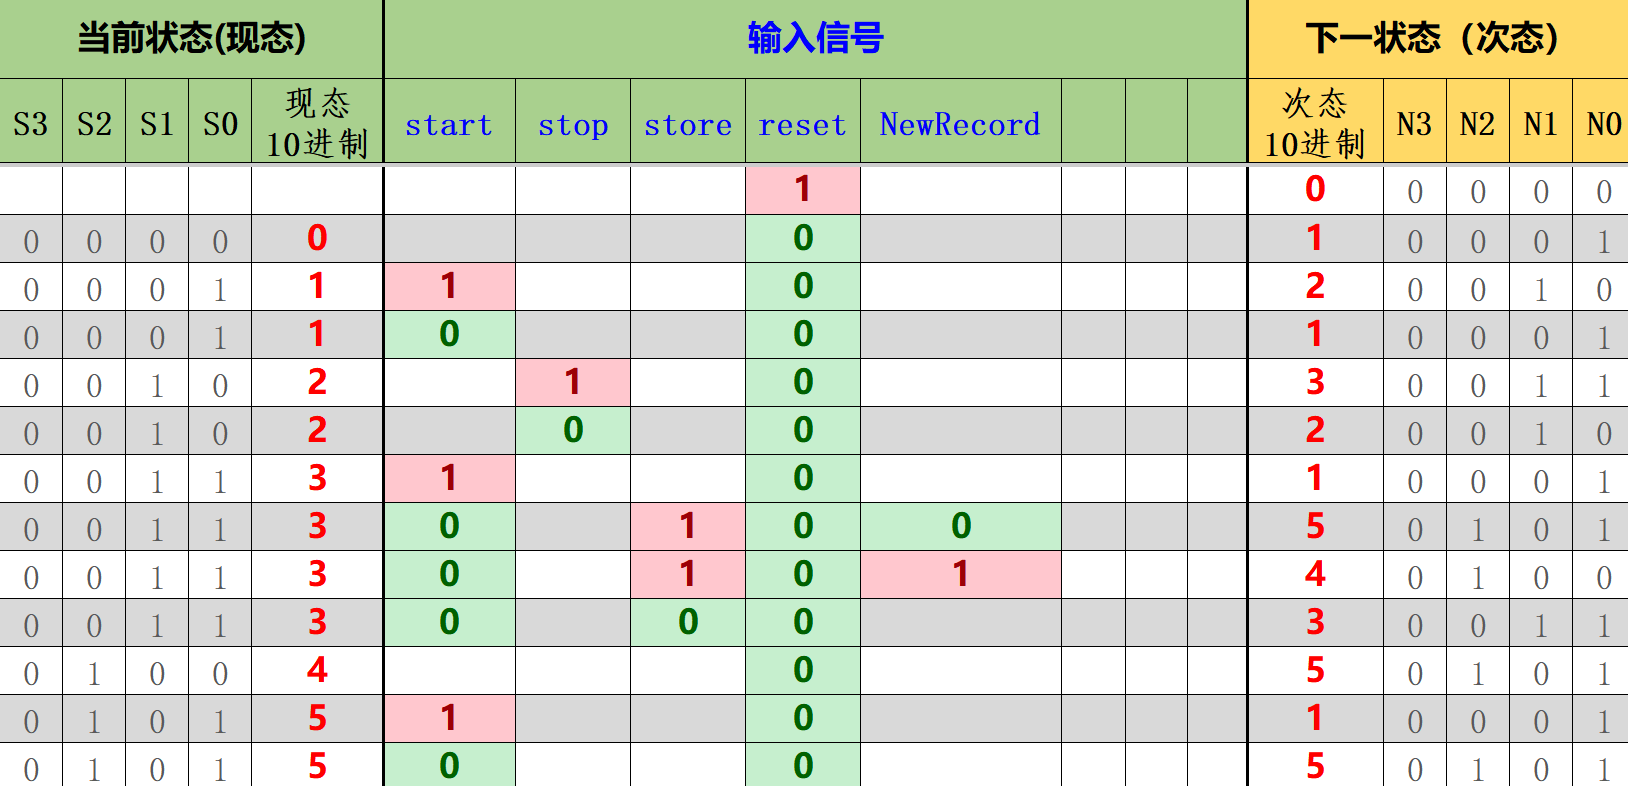 当前状态(现态) 输入信号 下一状态（次态）
S3 S2 S1 S0 现态 10进制 start stop store reset NewRecord 次态 10进制 N3 N2 N1 N0
1 0 0 0 0 0
0 0 0 0 0 0 1 0 0 0 1
0 0 0 1 1 1 0 2 0 0 1 0
0 0 0 1 1 0 0 1 0 0 0 1
0 0 1 0 2 1 0 3 0 0 1 1
0 0 1 0 2 0 0 2 0 0 1 0
0 0 1 1 3 1 0 1 0 0 0 1
0 0 1 1 3 0 1 0 0 5 0 1 0 1
0 0 1 1 3 0 1 0 1 4 0 1 0 0
0 0 1 1 3 0 0 0 3 0 0 1 1
0 1 0 0 4 0 5 0 1 0 1
0 1 0 1 5 1 0 1 0 0 0 1
0 1 0 1 5 0 0 5 0 1 0 1